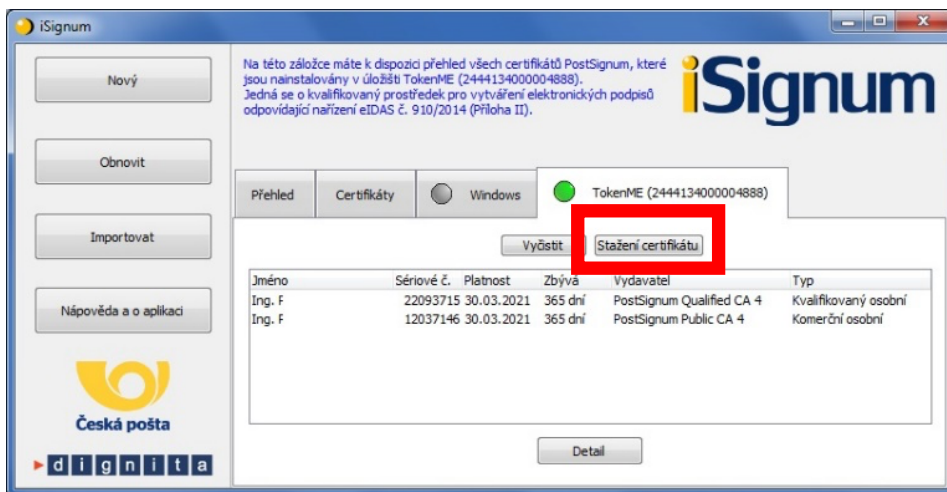 iSignum
Nový
Obnovit
Importovat
Nápověda a o aplikaci
Česká pošta
dignita
Na této záložce máte k dispozici přehled všech certifikátů PostSignum, které
jsou nainstalovány v úložišti TokenME (2444134000004888).
Jedná se o kvalifikovaný prostředek pro vytváření elektronických podpisů
odpovídající nařízení eIDAS č. 910/2014 (Příloha II).
iSignum
Přehled Certifikáty Windows TokenME (2444134000004888)
Vyčistit Stažení certifikátu
Jméno Sériové č. Platnost Zbývá Vydavatel Typ
Ing. 22093715 30.03.2021 365 dní PostSignum Qualified CA 4 Kvalifikovaný osobní
Ing. 12037146 30.03.2021 365 dní PostSignum Public CA 4 Komerční osobní
Detail